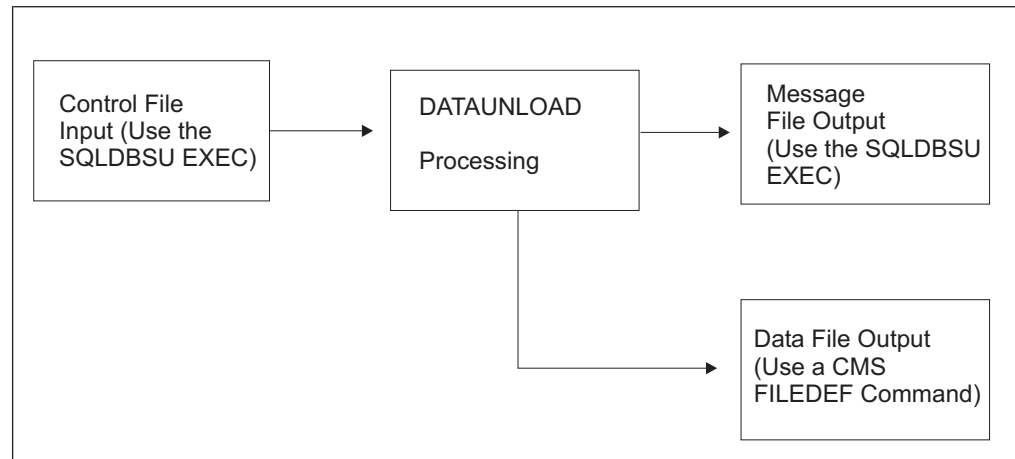 Control File
Input (Use the
SQLDBSU EXEC)
DATAUNLOAD
Processing
Message
File Output
(Use the SQLDBSU
EXEC)
Data File Output
(Use a CMS
FILEDEF Command)